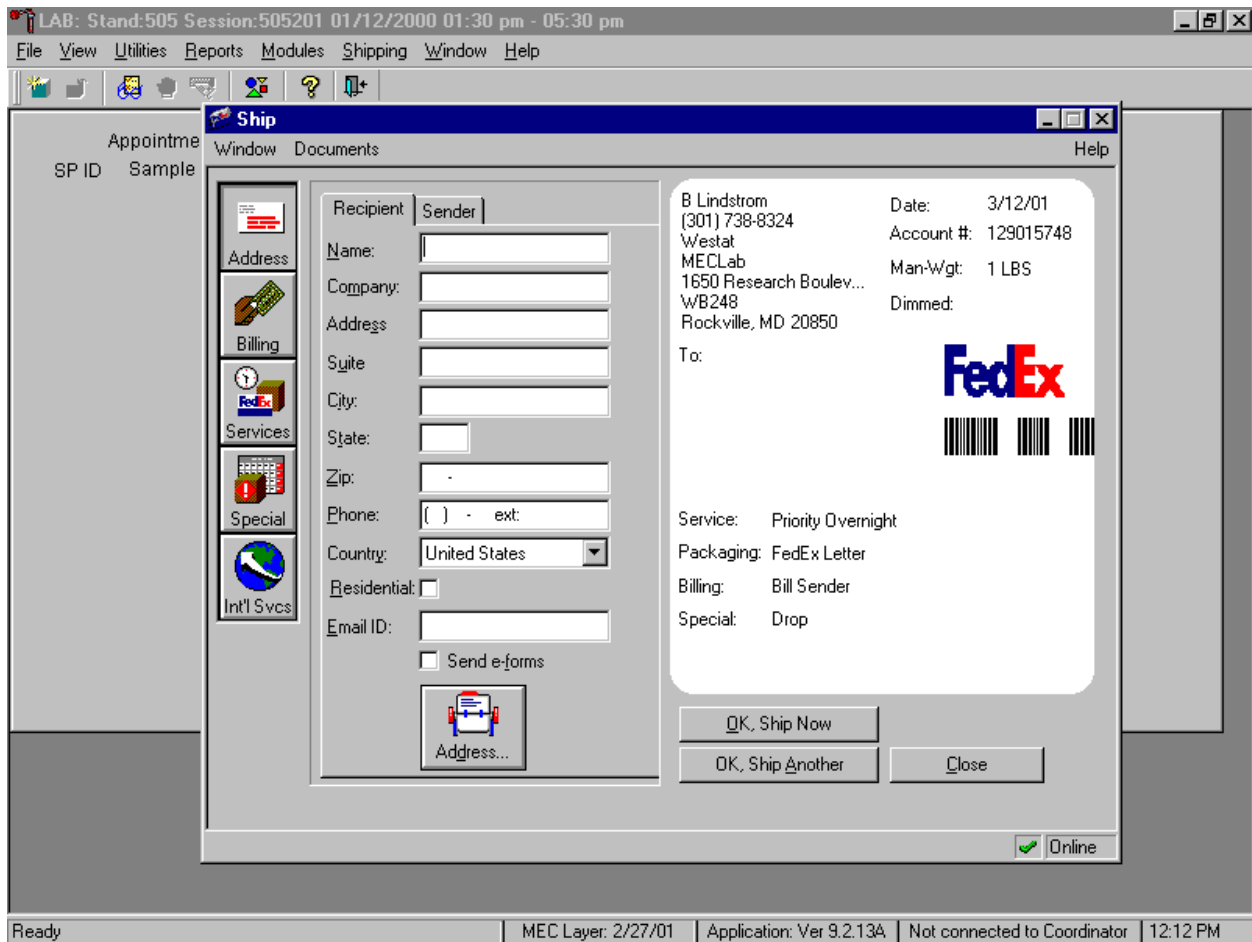 LAB: Stand:505 Session:505201 01/12/2000 01:30 pm - 05:30 pm
File View Utilities Reports Modules Shipping Window Help
Appointme
SP ID Sample
Ship
Window Documents Help
Address
Billing
FedEx
Services
Special
Int'l Svcs
Recipient Sender
Name:
Company:
Address
Suite
City:
State:
Zip: -
Phone: ( ) - ext:
Country: United States
Residential:
Email ID:
Send e-forms
Address...
B Lindstrom
(301) 738-8324
Westat
MECLab
1650 Research Boulev...
WB248
Rockville, MD 20850
To:
Date: 3/12/01
Account #: 129015748
Man-Wgt: 1 LBS
Dimmed:
FedEx
Service: Priority Overnight
Packaging: FedEx Letter
Billing: Bill Sender
Special: Drop
OK, Ship Now
OK, Ship Another Close
Online
Ready MEC Layer: 2/27/01 Application: Ver 9.2.13A Not connected to Coordinator 12:12 PM